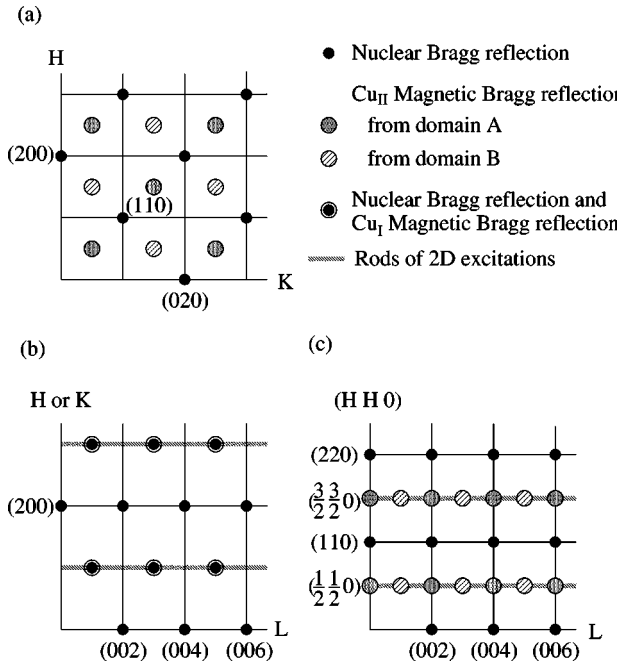 (a)
H
(200)
(110)
(020)
K
Nuclear Bragg reflection
Cu_II Magnetic Bragg reflection
from domain A
from domain B
Nuclear Bragg reflection and
Cu_I Magnetic Bragg reflection
Rods of 2D excitations
(b)
H or K
(200)
L
(002) (004) (006)
(c)
(H H 0)
(220)
(3/2 3/2 0)
(110)
(1/2 1/2 0)
L
(002) (004) (006)